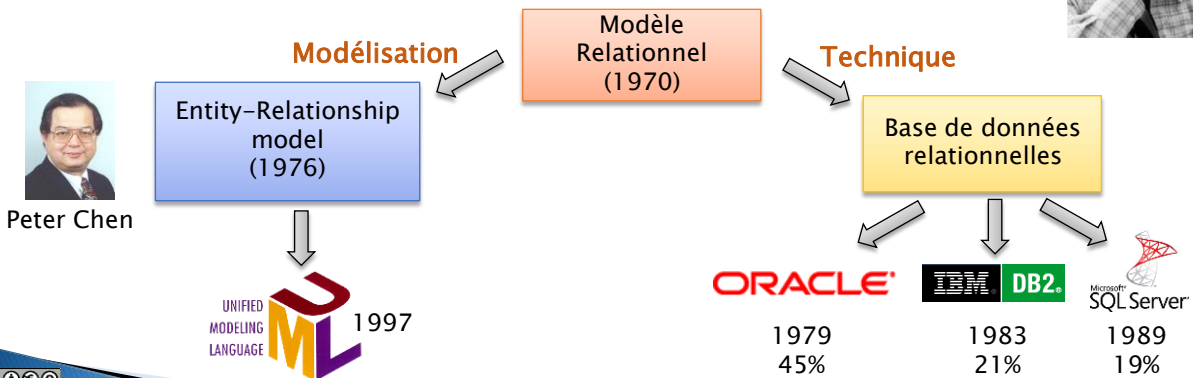 Modèle
Relationnel
(1970)
Modélisation
Technique
Entity-Relationship
model
(1976)
Base de données
relationnelles
Peter Chen
UNIFIED
MODELING
LANGUAGE
UML
1997
ORACLE
IBM. DB2.
Microsoft
SQL Server
1979
1983
1989
45%
21%
19%